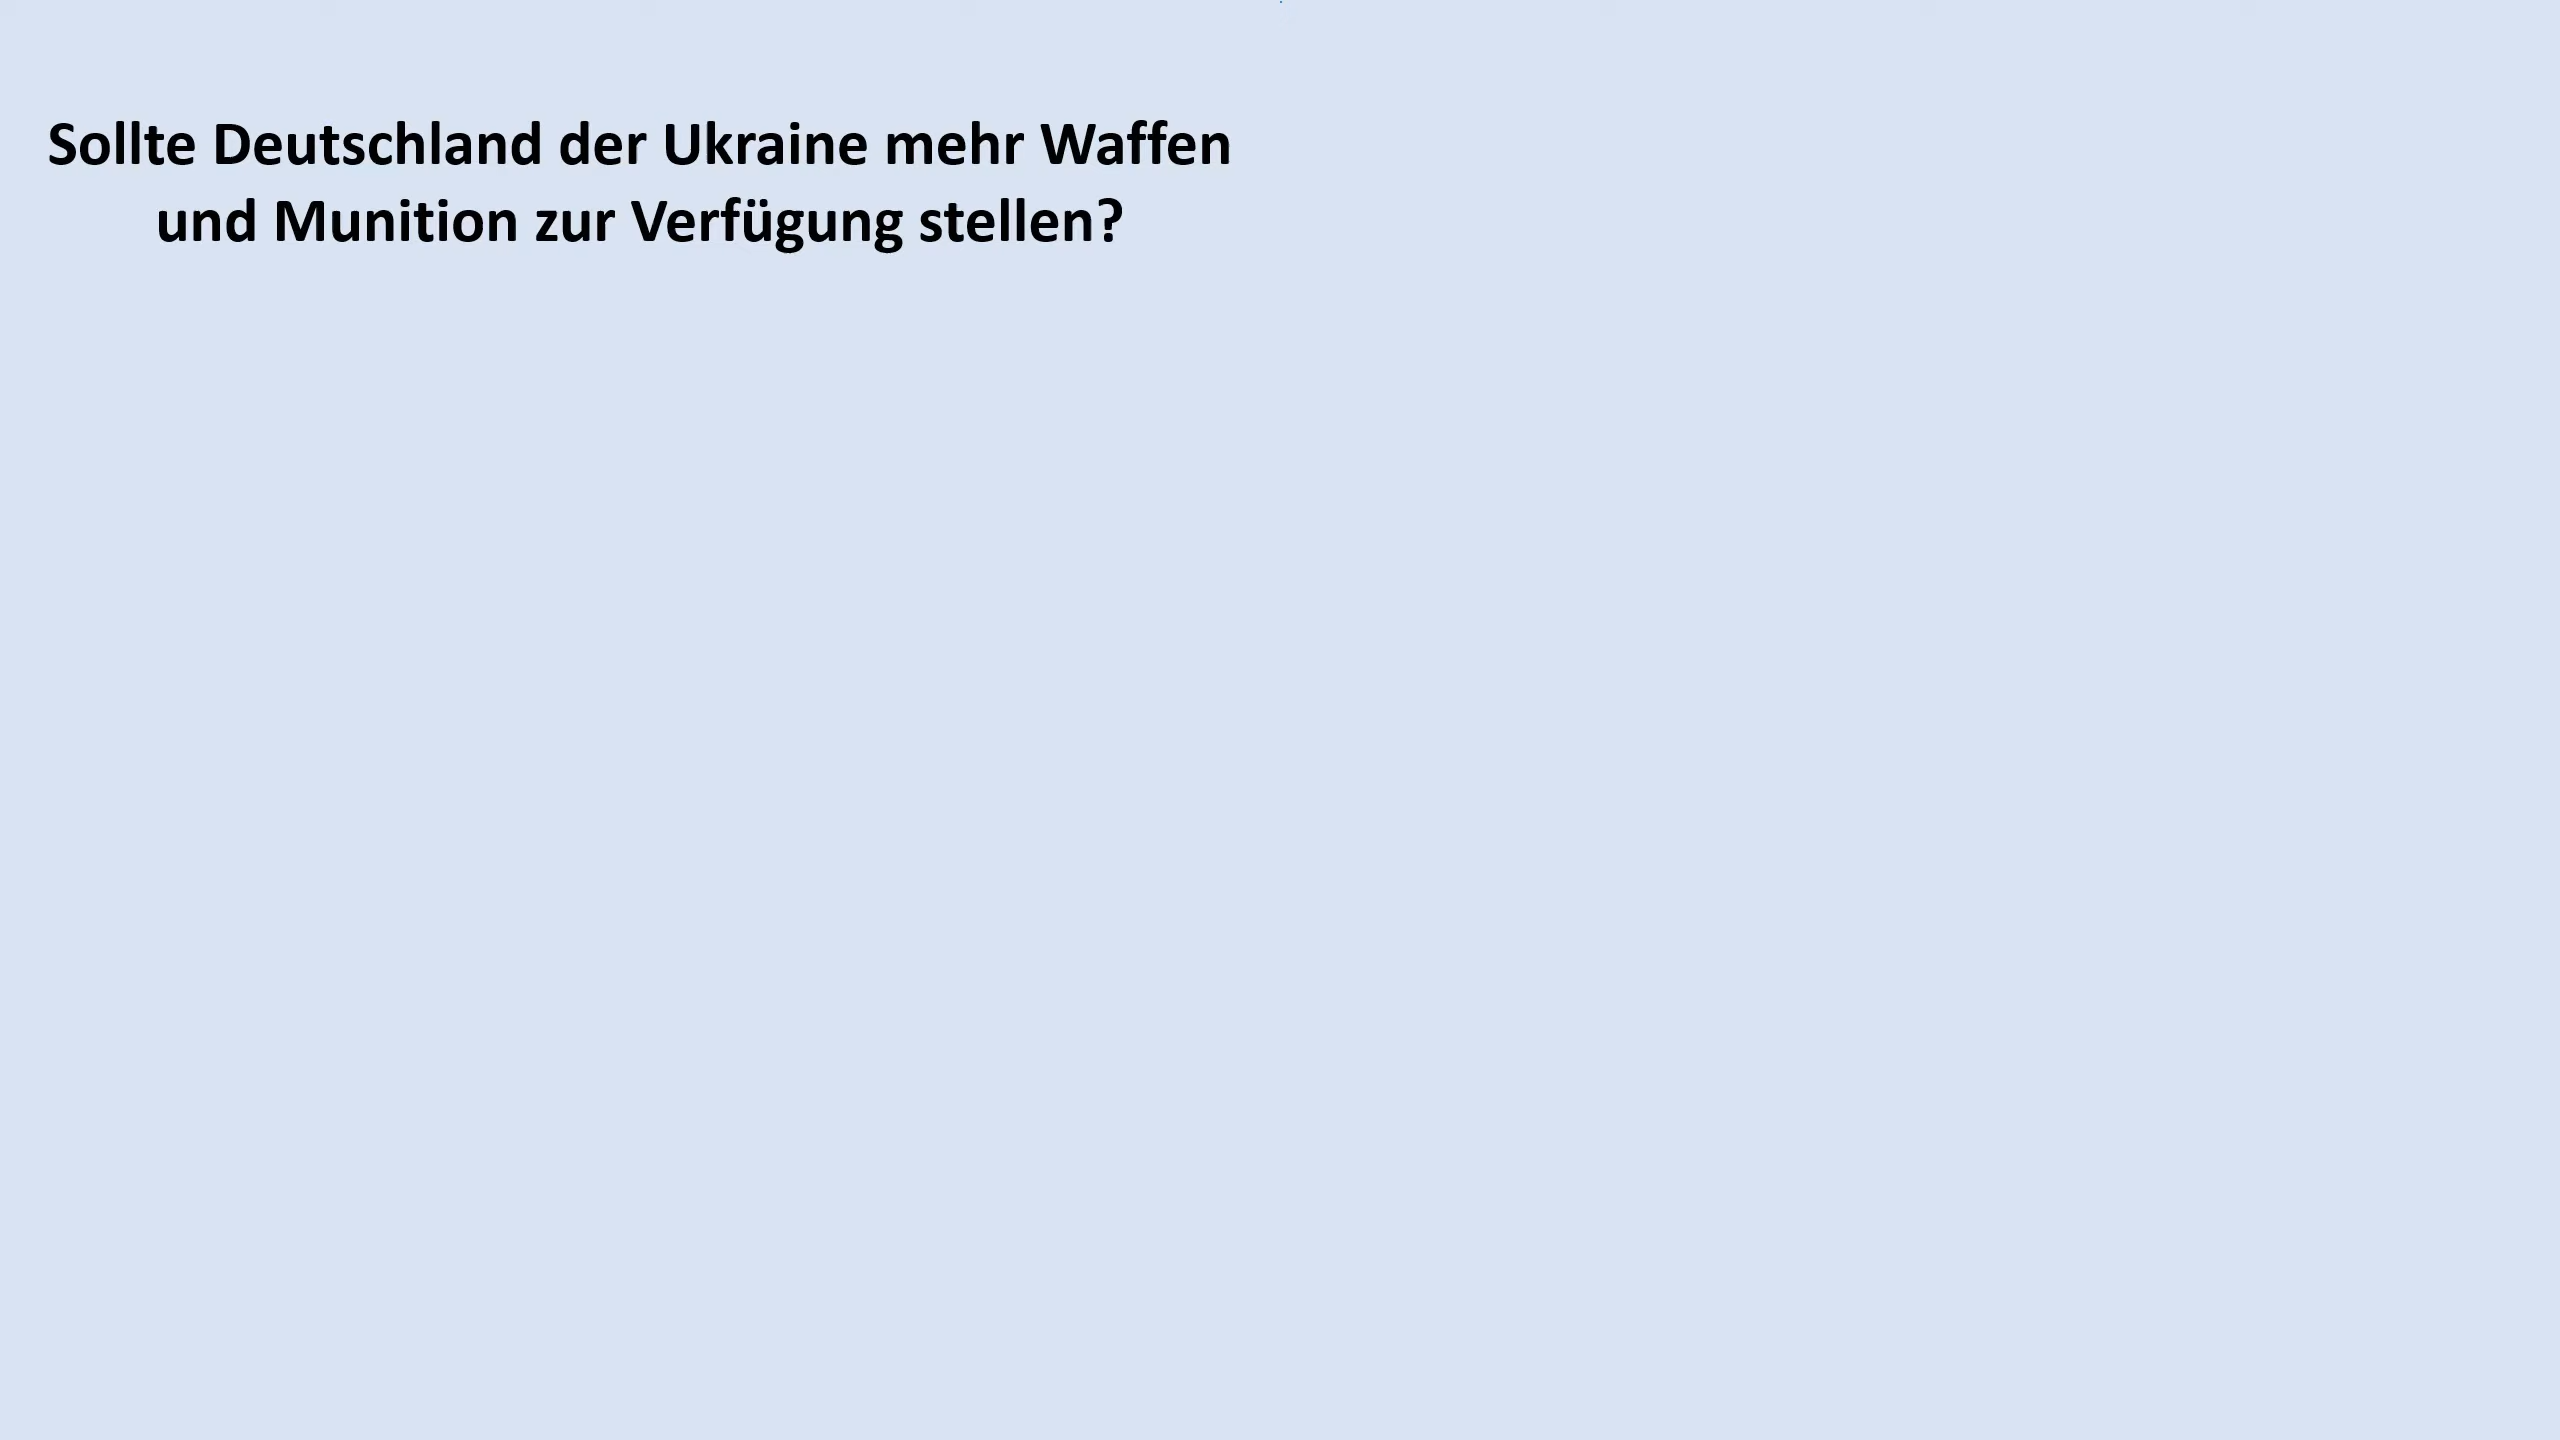 Sollte Deutschland der Ukraine mehr Waffen
und Munition zur Verfügung stellen?